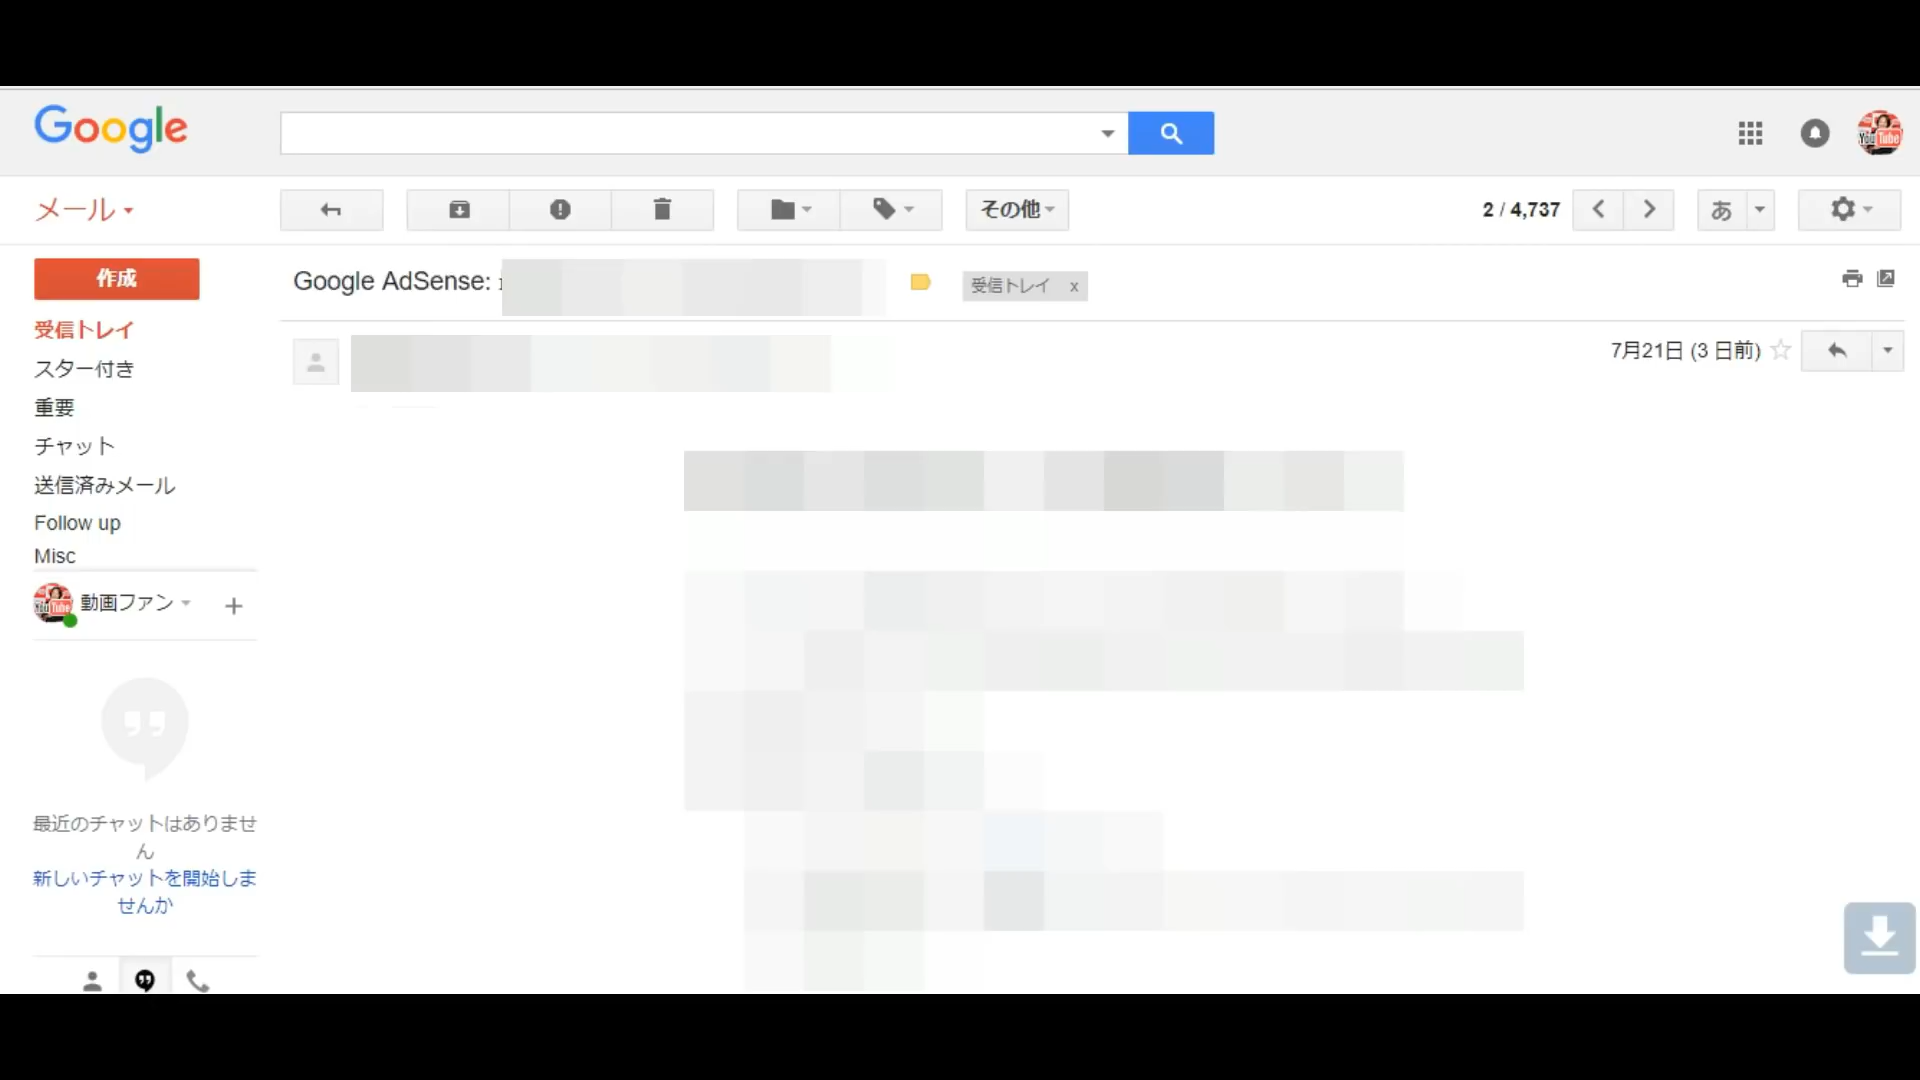 Google
メール
その他
2 / 4,737
あ
作成
Google AdSense:
受信トレイ x
受信トレイ
7月21日 (3 日前)
スター付き
重要
チャット
送信済みメール
Follow up
Misc
動画ファン
最近のチャットはありませ
ん
新しいチャットを開始しま
せんか